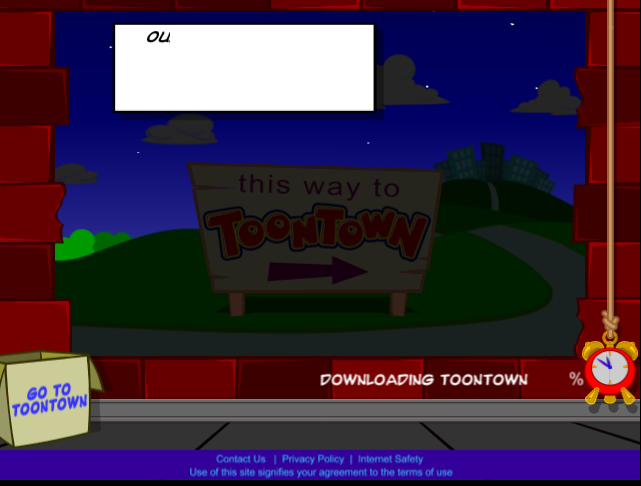 OU
this way to
TOONTOWN
DOWNLOADING TOONTOWN %
GO TO
TOONTOWN
Contact Us | Privacy Policy | Internet Safety
Use of this site signifies your agreement to the terms of use